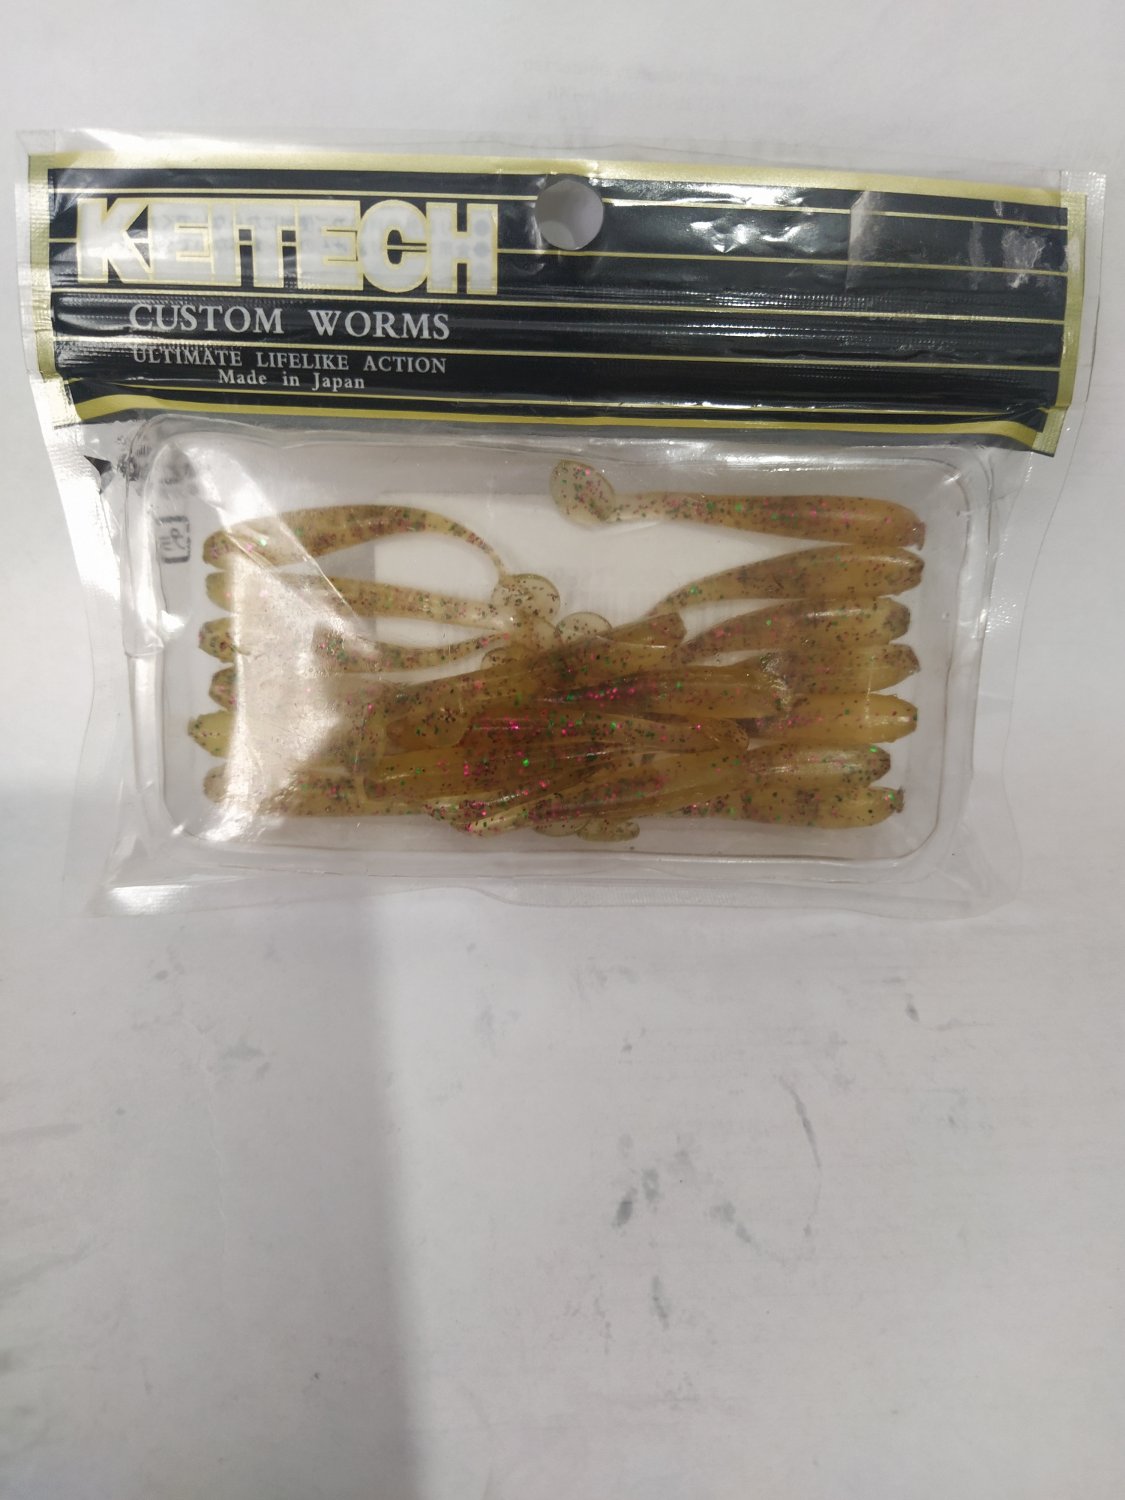 KEITECH
CUSTOM WORMS
ULTIMATE LIFELIKE ACTION
Made in Japan